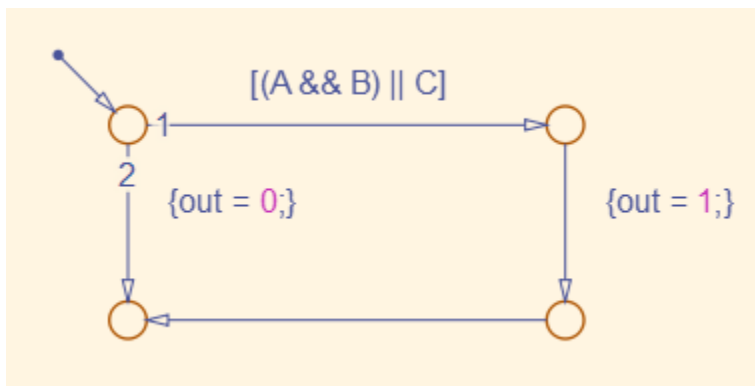 [(A && B) || C]
1
2
{out = 0;}
{out = 1;}